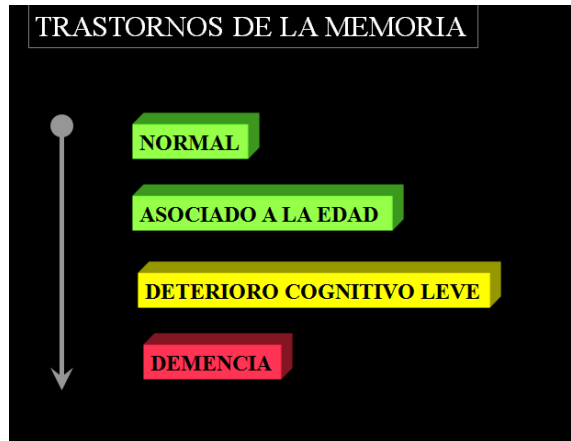 TRASTORNOS DE LA MEMORIA
NORMAL
ASOCIADO A LA EDAD
DETERIORO COGNITIVO LEVE
DEMENCIA